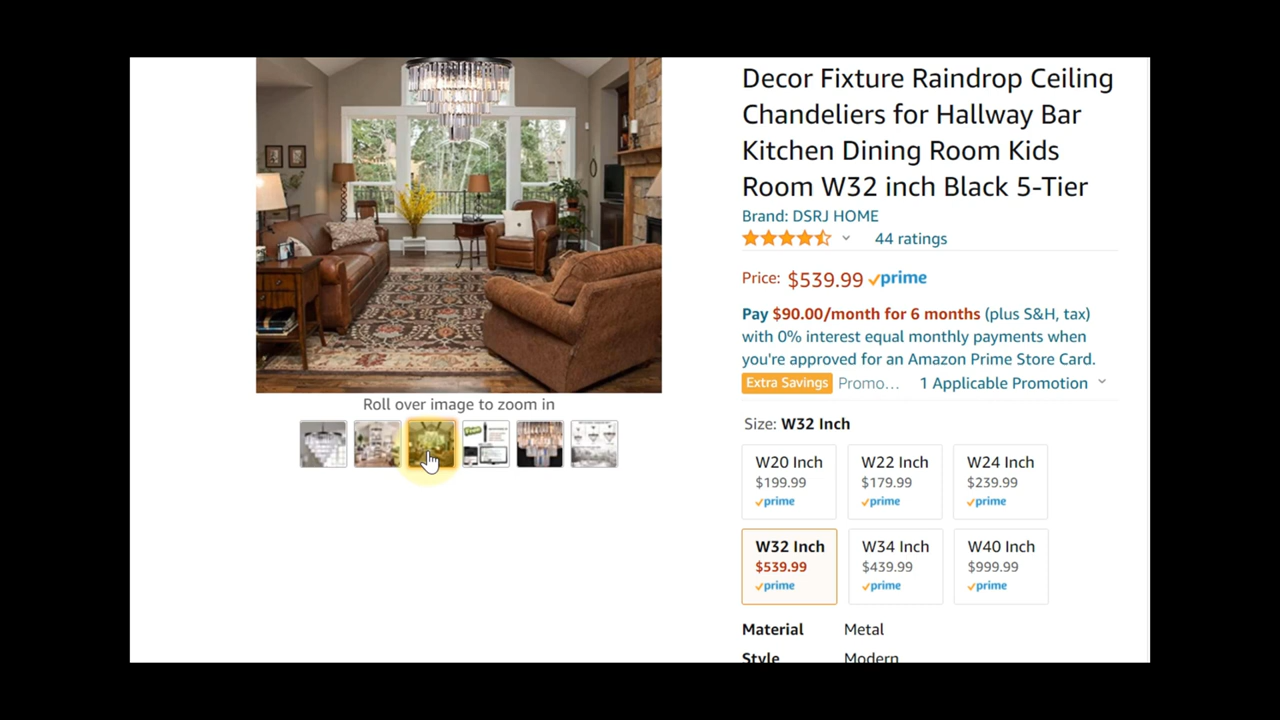 Decor Fixture Raindrop Ceiling
Chandeliers for Hallway Bar
Kitchen Dining Room Kids
Room W32 inch Black 5-Tier
Brand: DSRJ HOME
44 ratings
Price: $539.99 prime
Pay $90.00/month for 6 months (plus S&H, tax)
with 0% interest equal monthly payments when
you're approved for an Amazon Prime Store Card.
Extra Savings Promo... 1 Applicable Promotion
Roll over image to zoom in
Size: W32 Inch
W20 Inch W22 Inch W24 Inch
$199.99 $179.99 $239.99
prime prime prime
W32 Inch W34 Inch W40 Inch
$539.99 $439.99 $999.99
prime prime prime
Material Metal
Style Modern